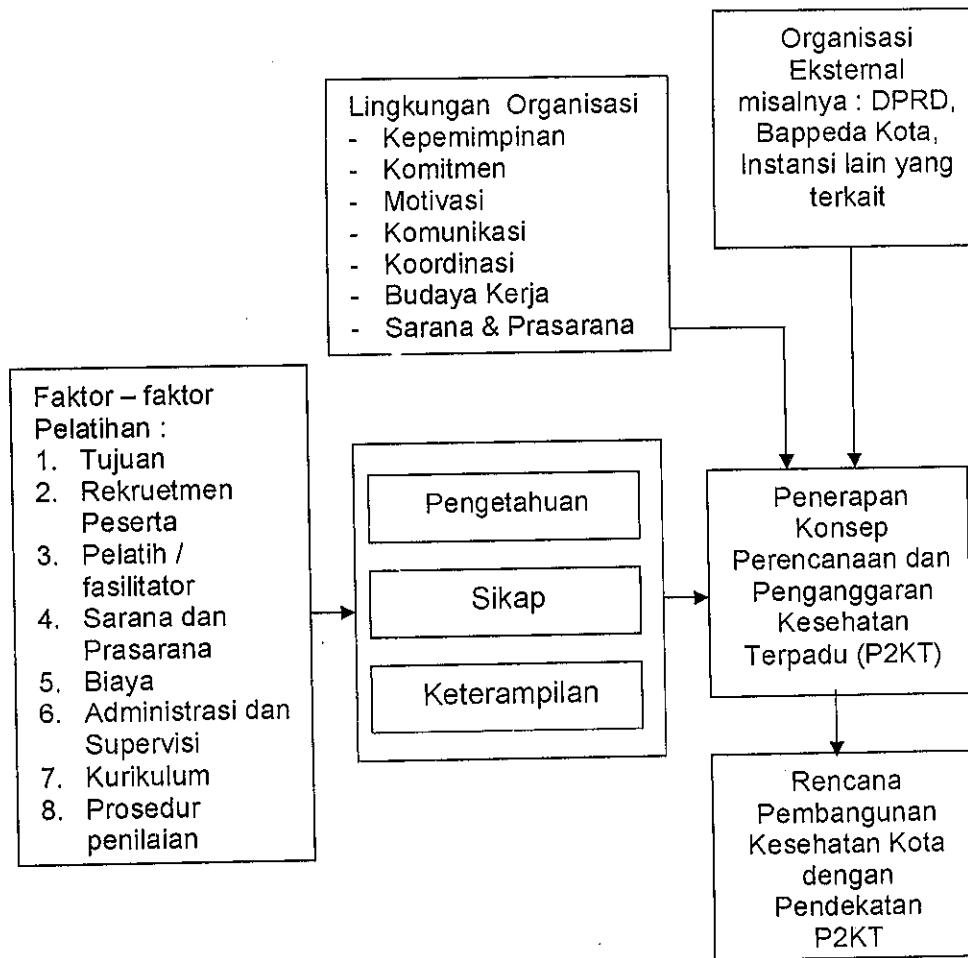 Organisasi
Eksternal
misalnya : DPRD,
Bappeda Kota,
Instansi lain yang
terkait
Lingkungan Organisasi
- Kepemimpinan
- Komitmen
- Motivasi
- Komunikasi
- Koordinasi
- Budaya Kerja
- Sarana & Prasarana
Faktor – faktor
Pelatihan :
1. Tujuan
2. Rekruetmen
Peserta
3. Pelatih /
fasilitator
4. Sarana dan
Prasarana
5. Biaya
6. Administrasi dan
Supervisi
7. Kurikulum
8. Prosedur
penilaian
Pengetahuan
Sikap
Keterampilan
Penerapan
Konsep
Perencanaan dan
Penganggaran
Kesehatan
Terpadu (P2KT)
Rencana
Pembangunan
Kesehatan Kota
dengan
Pendekatan
P2KT